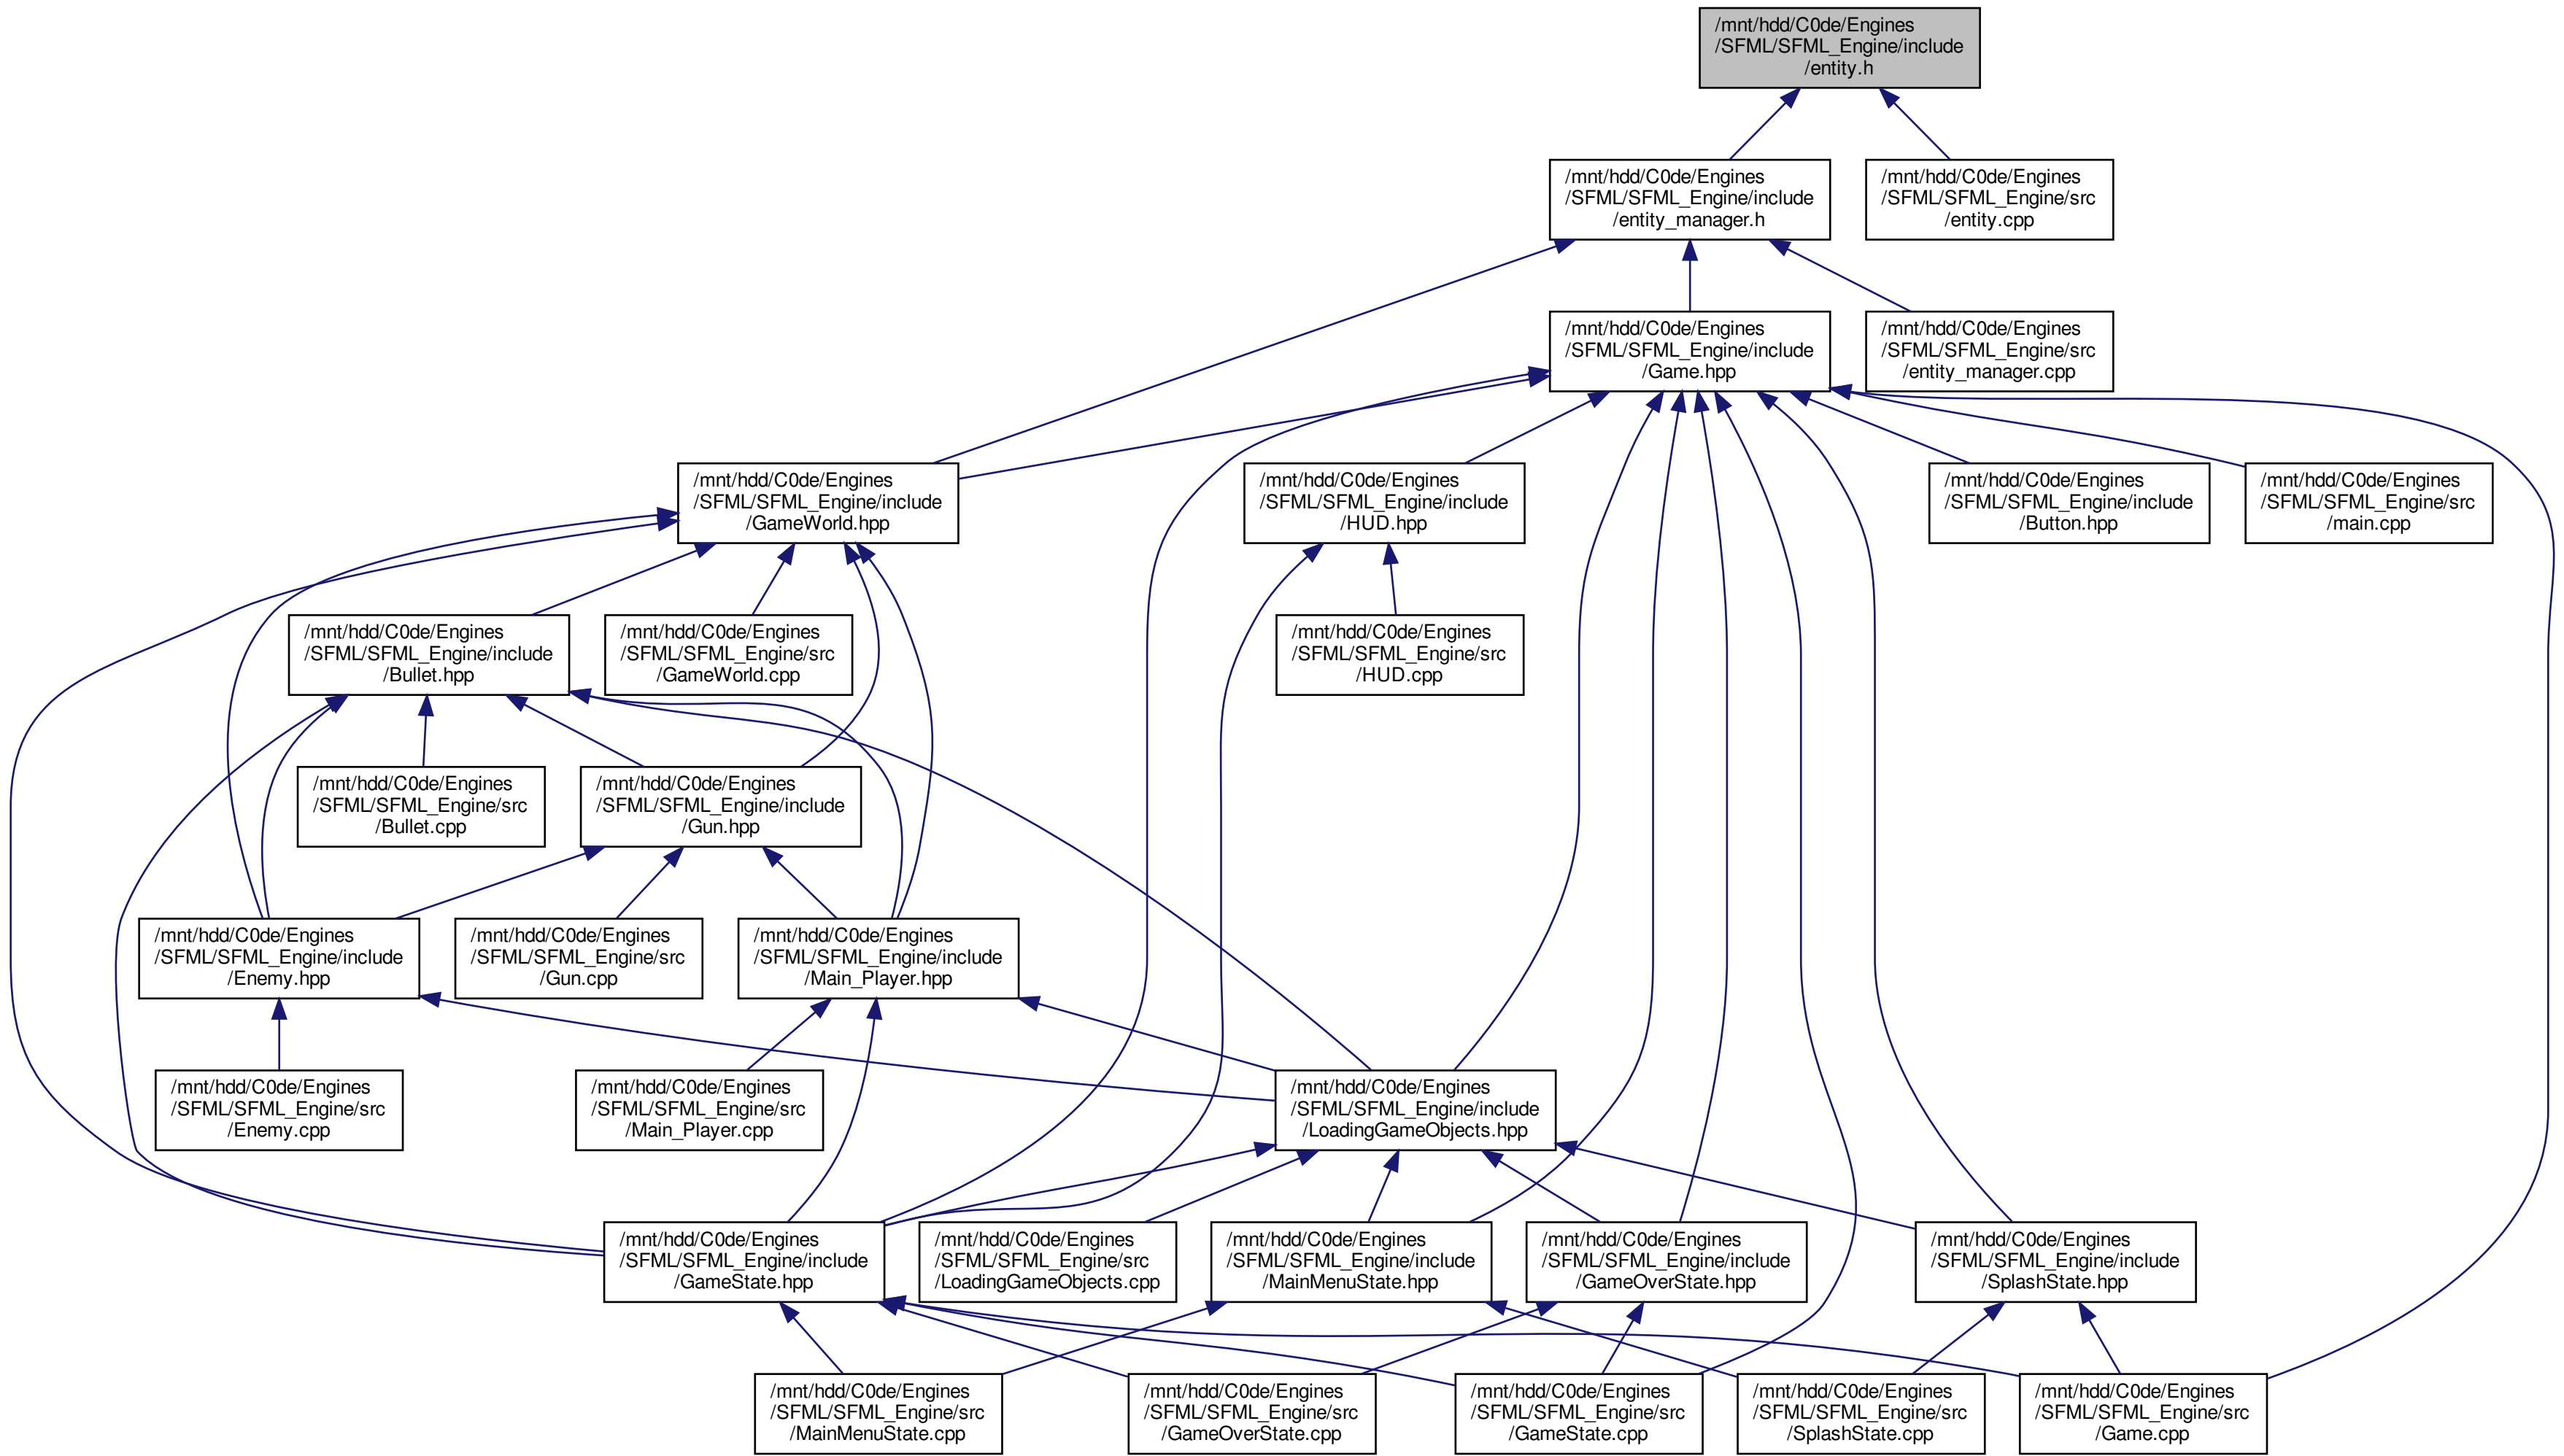 /mnt/hdd/C0de/Engines
/SFML/SFML_Engine/include
/entity.h
/mnt/hdd/C0de/Engines
/SFML/SFML_Engine/include
/entity_manager.h
/mnt/hdd/C0de/Engines
/SFML/SFML_Engine/src
/entity.cpp
/mnt/hdd/C0de/Engines
/SFML/SFML_Engine/include
/Game.hpp
/mnt/hdd/C0de/Engines
/SFML/SFML_Engine/src
/entity_manager.cpp
/mnt/hdd/C0de/Engines
/SFML/SFML_Engine/include
/GameWorld.hpp
/mnt/hdd/C0de/Engines
/SFML/SFML_Engine/include
/HUD.hpp
/mnt/hdd/C0de/Engines
/SFML/SFML_Engine/include
/Button.hpp
/mnt/hdd/C0de/Engines
/SFML/SFML_Engine/src
/main.cpp
/mnt/hdd/C0de/Engines
/SFML/SFML_Engine/include
/Bullet.hpp
/mnt/hdd/C0de/Engines
/SFML/SFML_Engine/src
/GameWorld.cpp
/mnt/hdd/C0de/Engines
/SFML/SFML_Engine/src
/HUD.cpp
/mnt/hdd/C0de/Engines
/SFML/SFML_Engine/src
/Bullet.cpp
/mnt/hdd/C0de/Engines
/SFML/SFML_Engine/include
/Gun.hpp
/mnt/hdd/C0de/Engines
/SFML/SFML_Engine/include
/Enemy.hpp
/mnt/hdd/C0de/Engines
/SFML/SFML_Engine/src
/Gun.cpp
/mnt/hdd/C0de/Engines
/SFML/SFML_Engine/include
/Main_Player.hpp
/mnt/hdd/C0de/Engines
/SFML/SFML_Engine/src
/Enemy.cpp
/mnt/hdd/C0de/Engines
/SFML/SFML_Engine/src
/Main_Player.cpp
/mnt/hdd/C0de/Engines
/SFML/SFML_Engine/include
/LoadingGameObjects.hpp
/mnt/hdd/C0de/Engines
/SFML/SFML_Engine/include
/GameState.hpp
/mnt/hdd/C0de/Engines
/SFML/SFML_Engine/src
/LoadingGameObjects.cpp
/mnt/hdd/C0de/Engines
/SFML/SFML_Engine/include
/MainMenuState.hpp
/mnt/hdd/C0de/Engines
/SFML/SFML_Engine/include
/GameOverState.hpp
/mnt/hdd/C0de/Engines
/SFML/SFML_Engine/include
/SplashState.hpp
/mnt/hdd/C0de/Engines
/SFML/SFML_Engine/src
/MainMenuState.cpp
/mnt/hdd/C0de/Engines
/SFML/SFML_Engine/src
/GameOverState.cpp
/mnt/hdd/C0de/Engines
/SFML/SFML_Engine/src
/GameState.cpp
/mnt/hdd/C0de/Engines
/SFML/SFML_Engine/src
/SplashState.cpp
/mnt/hdd/C0de/Engines
/SFML/SFML_Engine/src
/Game.cpp